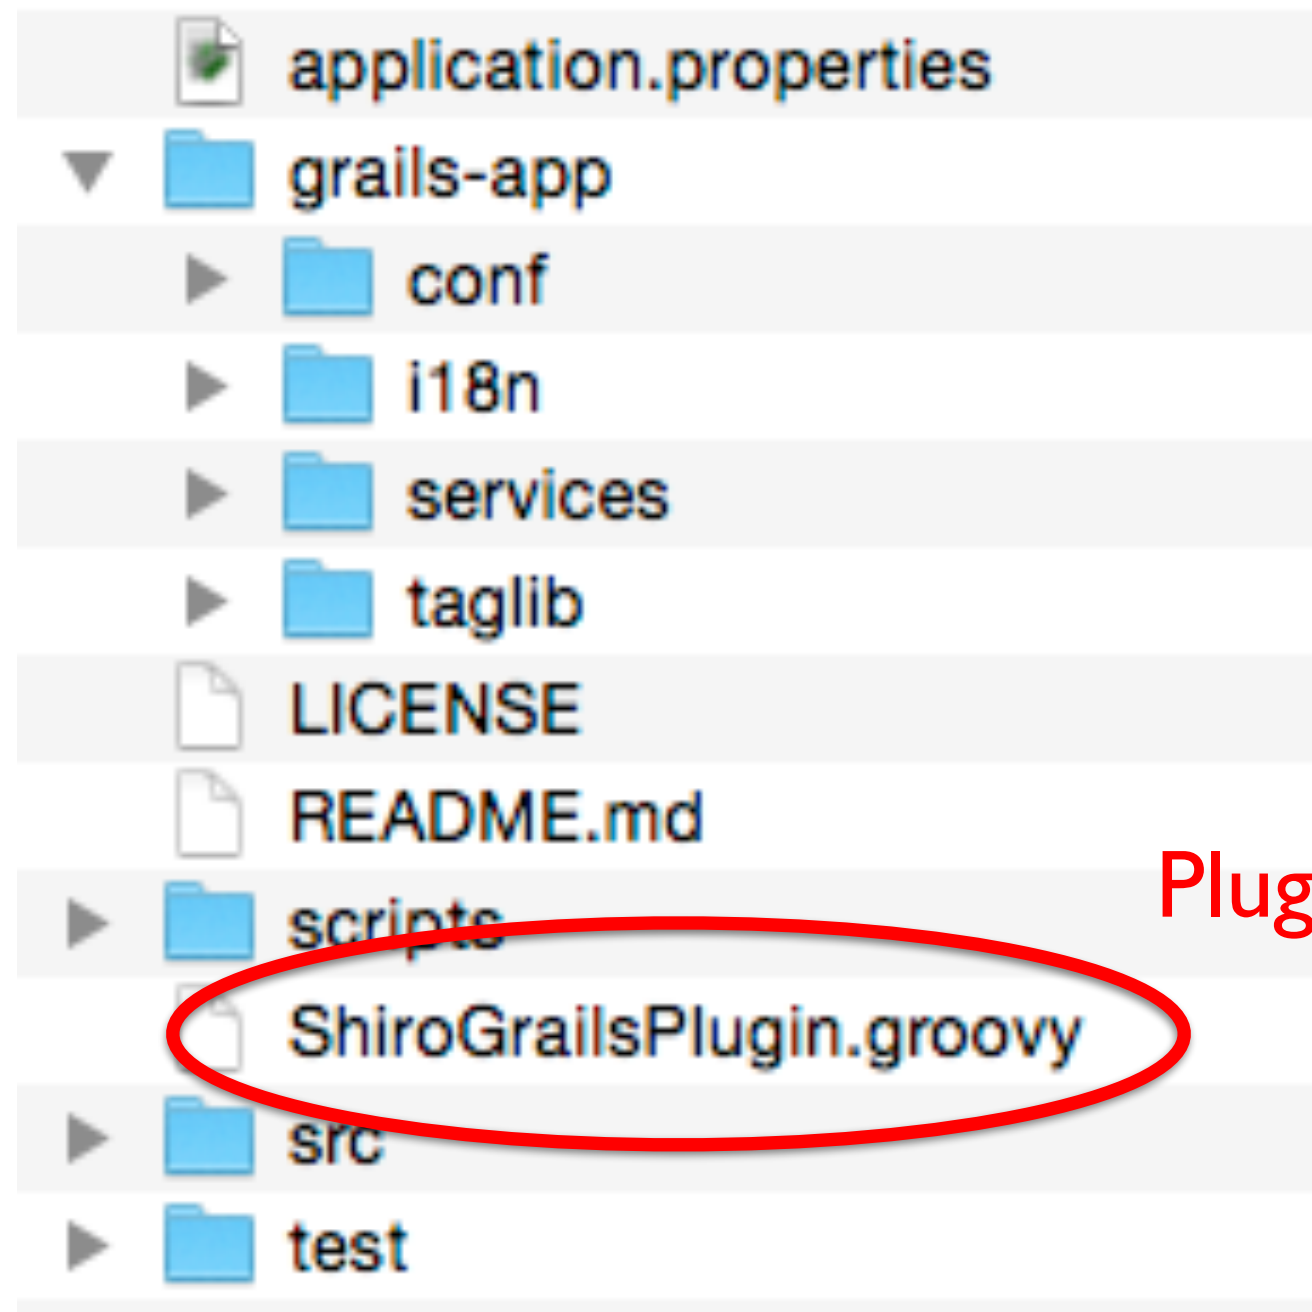 application.properties
grails-app
conf
i18n
services
taglib
LICENSE
README.md
Plug
scripts
ShiroGrailsPlugin.groovy
src
test